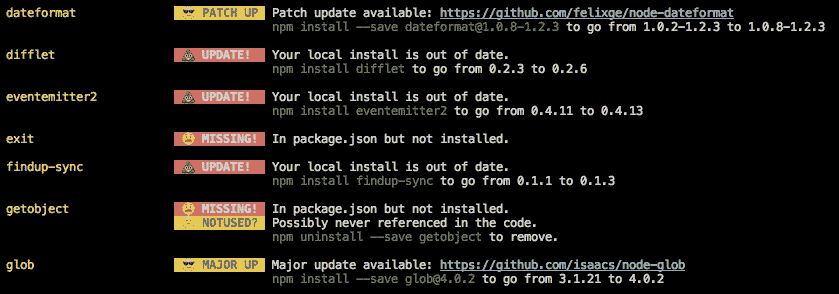 dateformat 😎 PATCH UP Patch update available: https://github.com/felixge/node-dateformat
npm install --save dateformat@1.0.8-1.2.3 to go from 1.0.2-1.2.3 to 1.0.8-1.2.3
difflet 💩 UPDATE! Your local install is out of date.
npm install difflet to go from 0.2.3 to 0.2.6
eventemitter2 💩 UPDATE! Your local install is out of date.
npm install eventemitter2 to go from 0.4.11 to 0.4.13
exit 😩 MISSING! In package.json but not installed.
findup-sync 💩 UPDATE! Your local install is out of date.
npm install findup-sync to go from 0.1.1 to 0.1.3
getobject 😩 MISSING! In package.json but not installed.
NOTUSED? Possibly never referenced in the code.
npm uninstall --save getobject to remove.
glob 😎 MAJOR UP Major update available: https://github.com/isaacs/node-glob
npm install --save glob@4.0.2 to go from 3.1.21 to 4.0.2